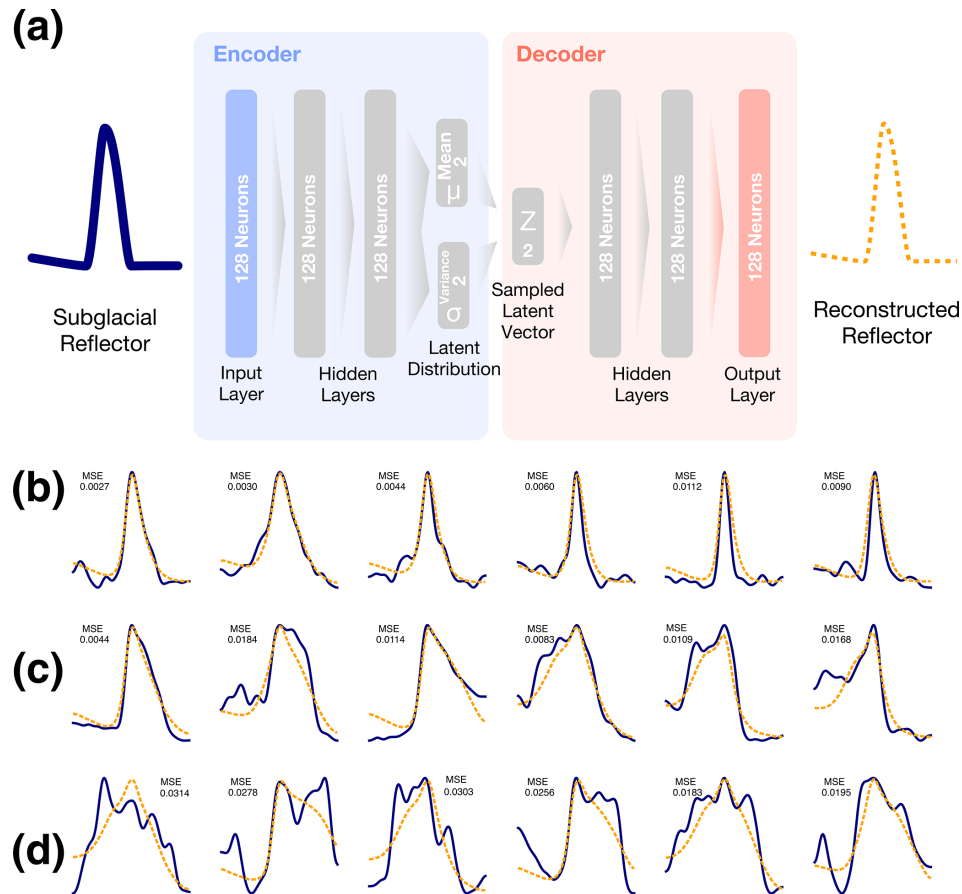 (a)
Encoder
Decoder
128 Neurons
128 Neurons
128 Neurons
Mean
μ 2
Variance
σ 2
Z
2
128 Neurons
128 Neurons
128 Neurons
Subglacial
Reflector
Input
Layer
Hidden
Layers
Latent
Distribution
Sampled
Latent
Vector
Hidden
Layers
Output
Layer
Reconstructed
Reflector
(b)
MSE
0.0027
MSE
0.0030
MSE
0.0044
MSE
0.0060
MSE
0.0112
MSE
0.0090
(c)
MSE
0.0044
MSE
0.0184
MSE
0.0114
MSE
0.0083
MSE
0.0109
MSE
0.0168
(d)
MSE
0.0314
MSE
0.0278
MSE
0.0303
MSE
0.0256
MSE
0.0183
MSE
0.0195